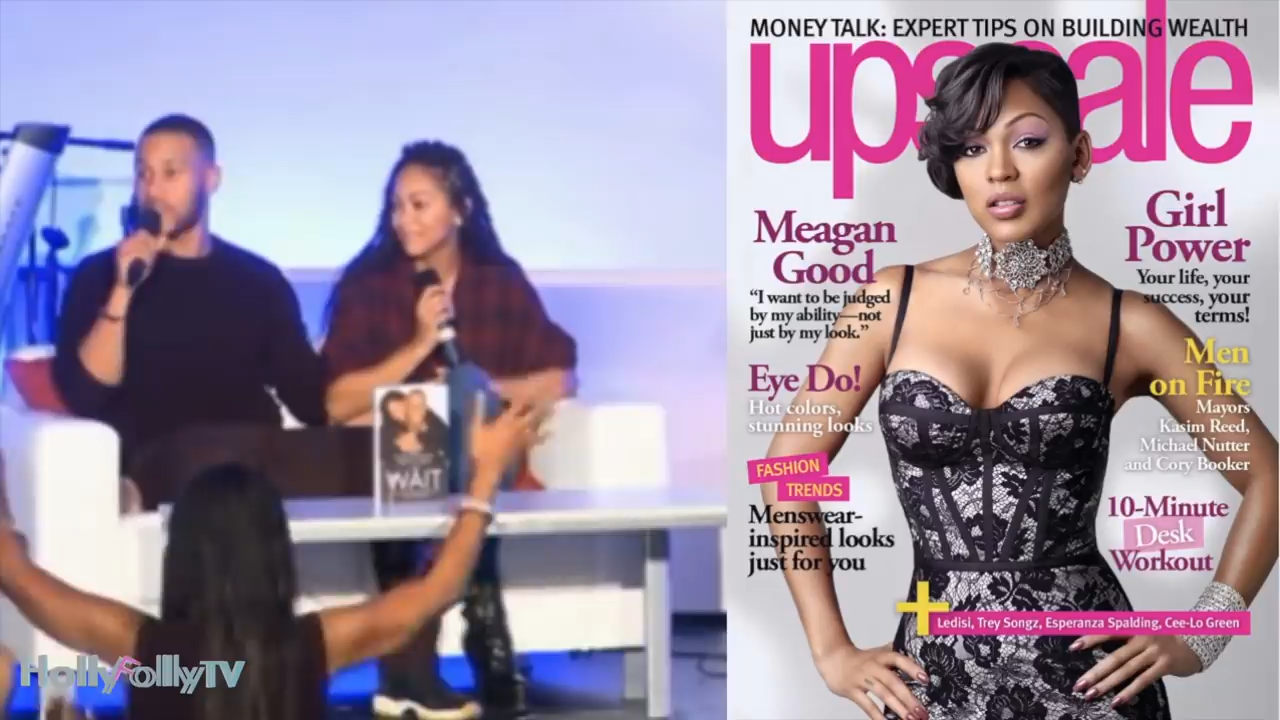 WAIT
HollyFollyTV
MONEY TALK: EXPERT TIPS ON BUILDING WEALTH
upscale
Meagan
Good
“I want to be judged
by my ability—not
just by my look.”
Eye Do!
Hot colors,
stunning looks
FASHION
TRENDS
Menswear-
inspired looks
just for you
Girl
Power
Your life, your
success, your
terms!
Men
on Fire
Mayors
Kasim Reed,
Michael Nutter
and Cory Booker
10-Minute
Desk
Workout
+ Ledisi, Trey Songz, Esperanza Spalding, Cee-Lo Green